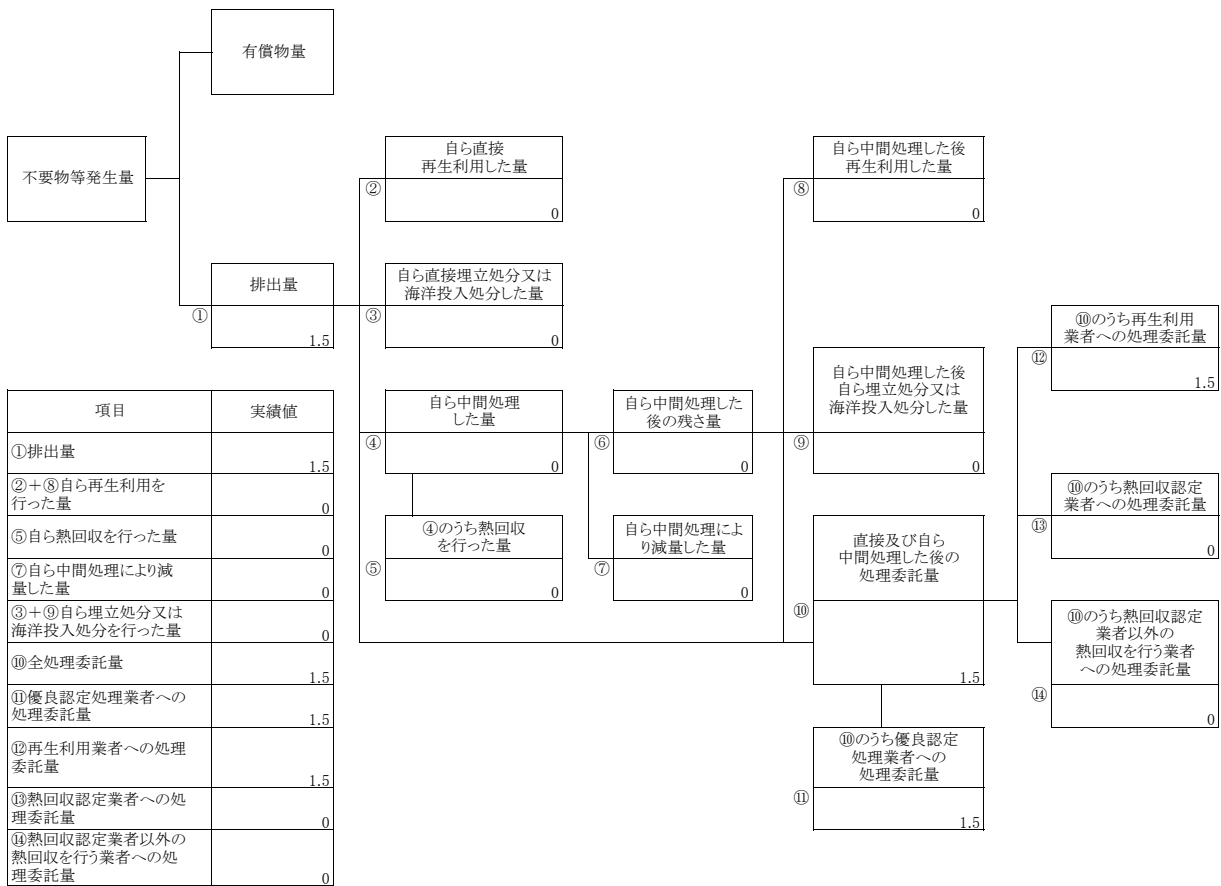 有償物量
不要物等発生量
自ら直接
再生利用した量
②
0
自ら中間処理した後
再生利用した量
⑧
0
排出量
①
1.5
自ら直接埋立処分又は
海洋投入処分した量
③
0
⑩のうち再生利用
業者への処理委託量
⑫
1.5
自ら中間処理
した量
④
0
自ら中間処理した
後の残さ量
⑥
0
自ら中間処理した後
自ら埋立処分又は
海洋投入処分した量
⑨
0
⑩のうち熱回収認定
業者への処理委託量
⑬
0
④のうち熱回収
を行った量
⑤
0
自ら中間処理によ
り減量した量
⑦
0
直接及び自ら
中間処理した後の
処理委託量
⑩
1.5
⑩のうち熱回収認定
業者以外の
熱回収を行う業者
への処理委託量
⑭
0
⑩のうち優良認定
処理業者への
処理委託量
⑪
1.5
項目 実績値
①排出量 1.5
②＋⑧自ら再生利用を
行った量 0
⑤自ら熱回収を行った量 0
⑦自ら中間処理により減
量した量 0
③＋⑨自ら埋立処分又は
海洋投入処分を行った量 0
⑩全処理委託量 1.5
⑪優良認定処理業者への
処理委託量 1.5
⑫再生利用業者への処理
委託量 1.5
⑬熱回収認定業者への処
理委託量 0
⑭熱回収認定業者以外の
熱回収を行う業者への処
理委託量 0